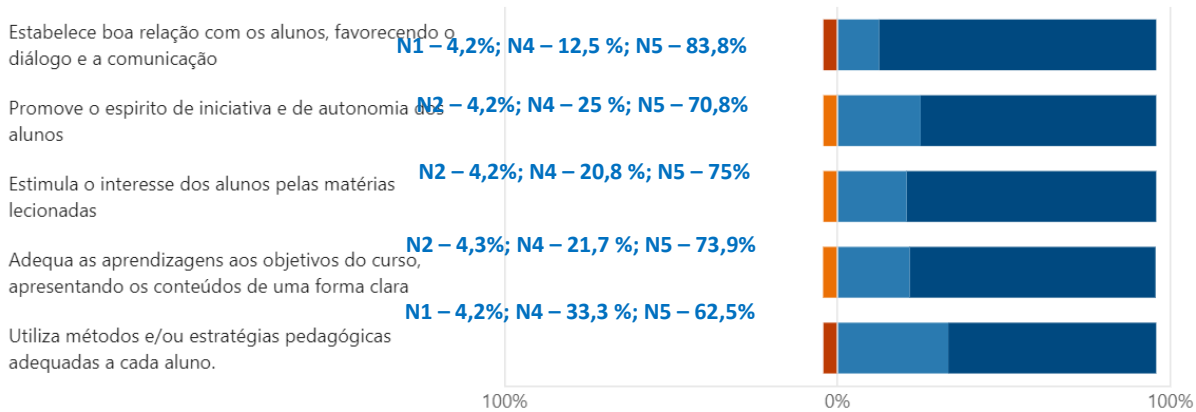 Estabelece boa relação com os alunos, favorecendo o
diálogo e a comunicação
N1 – 4,2%; N4 – 12,5 %; N5 – 83,8%
Promove o espirito de iniciativa e de autonomia dos
alunos
N2 – 4,2%; N4 – 25 %; N5 – 70,8%
Estimula o interesse dos alunos pelas matérias
lecionadas
N2 – 4,2%; N4 – 20,8 %; N5 – 75%
Adequa as aprendizagens aos objetivos do curso,
apresentando os conteúdos de uma forma clara
N2 – 4,3%; N4 – 21,7 %; N5 – 73,9%
Utiliza métodos e/ou estratégias pedagógicas
adequadas a cada aluno.
N1 – 4,2%; N4 – 33,3 %; N5 – 62,5%
100%
0%
100%